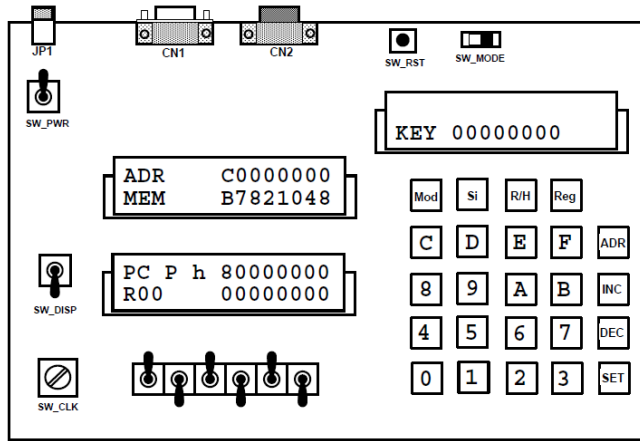 JP1
CN1
CN2
SW_RST
SW_MODE
SW_PWR
KEY 00000000
ADR C0000000
MEM B7821048
Mod Si R/H Reg
C D E F ADR
PC P h 80000000
R00 00000000
SW_DISP
8 9 A B INC
4 5 6 7 DEC
0 1 2 3 SET
SW_CLK